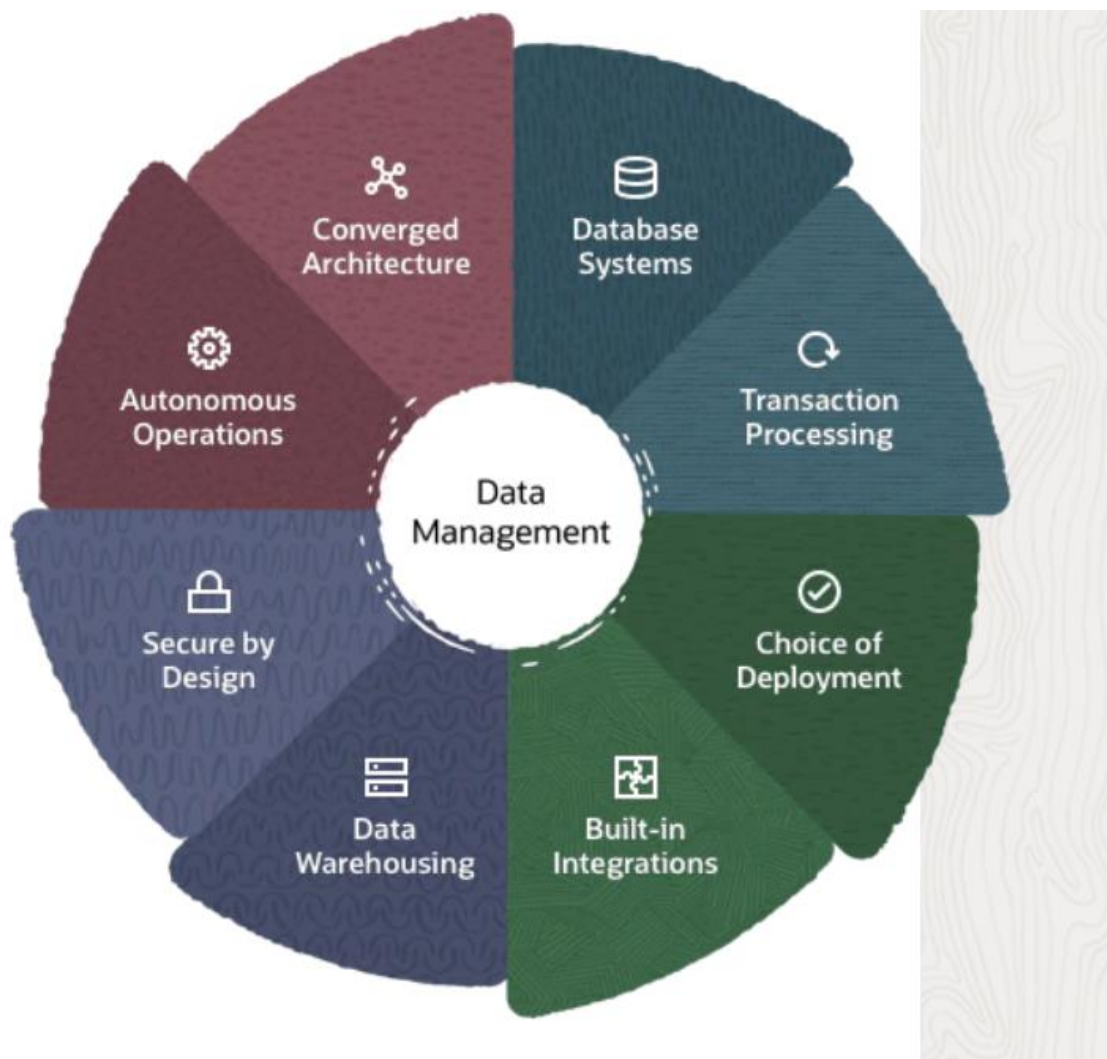 Converged
Architecture
Database
Systems
Transaction
Processing
Choice of
Deployment
Built-in
Integrations
Data
Warehousing
Secure by
Design
Autonomous
Operations
Data
Management